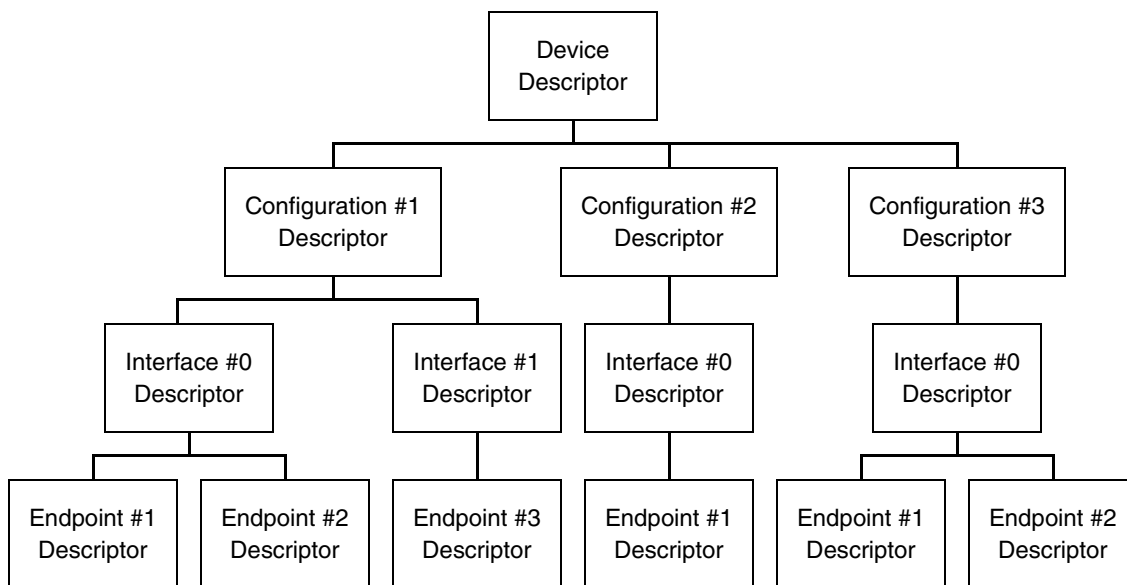 Device
Descriptor
Configuration #1
Descriptor
Configuration #2
Descriptor
Configuration #3
Descriptor
Interface #0
Descriptor
Interface #1
Descriptor
Interface #0
Descriptor
Interface #0
Descriptor
Endpoint #1
Descriptor
Endpoint #2
Descriptor
Endpoint #3
Descriptor
Endpoint #1
Descriptor
Endpoint #1
Descriptor
Endpoint #2
Descriptor